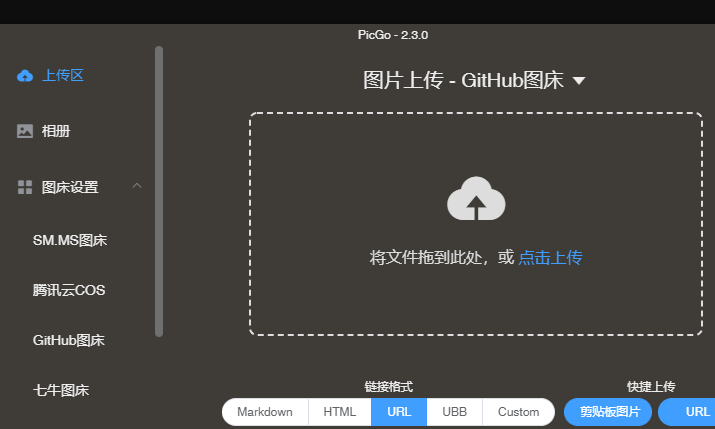 PicGo - 2.3.0
上传区
相册
图床设置
SM.MS图床
腾讯云COS
GitHub图床
七牛图床
图片上传 - GitHub图床
将文件拖到此处，或 点击上传
链接格式
Markdown HTML URL UBB Custom
快捷上传
剪贴板图片 URL